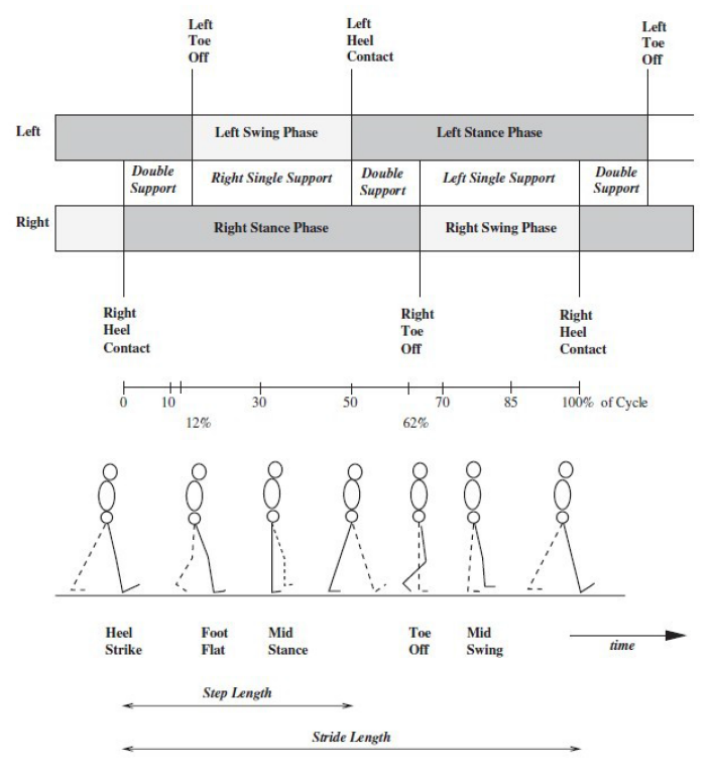 Left
Toe
Off
Left
Heel
Contact
Left
Toe
Off
Left
Left Swing Phase
Left Stance Phase
Double
Support
Right Single Support
Double
Support
Left Single Support
Double
Support
Right
Right Stance Phase
Right Swing Phase
Right
Heel
Contact
Right
Toe
Off
Right
Heel
Contact
0 10 30 50 70 85 100% of Cycle
12% 62%
Heel
Strike
Foot
Flat
Mid
Stance
Toe
Off
Mid
Swing
time
Step Length
Stride Length